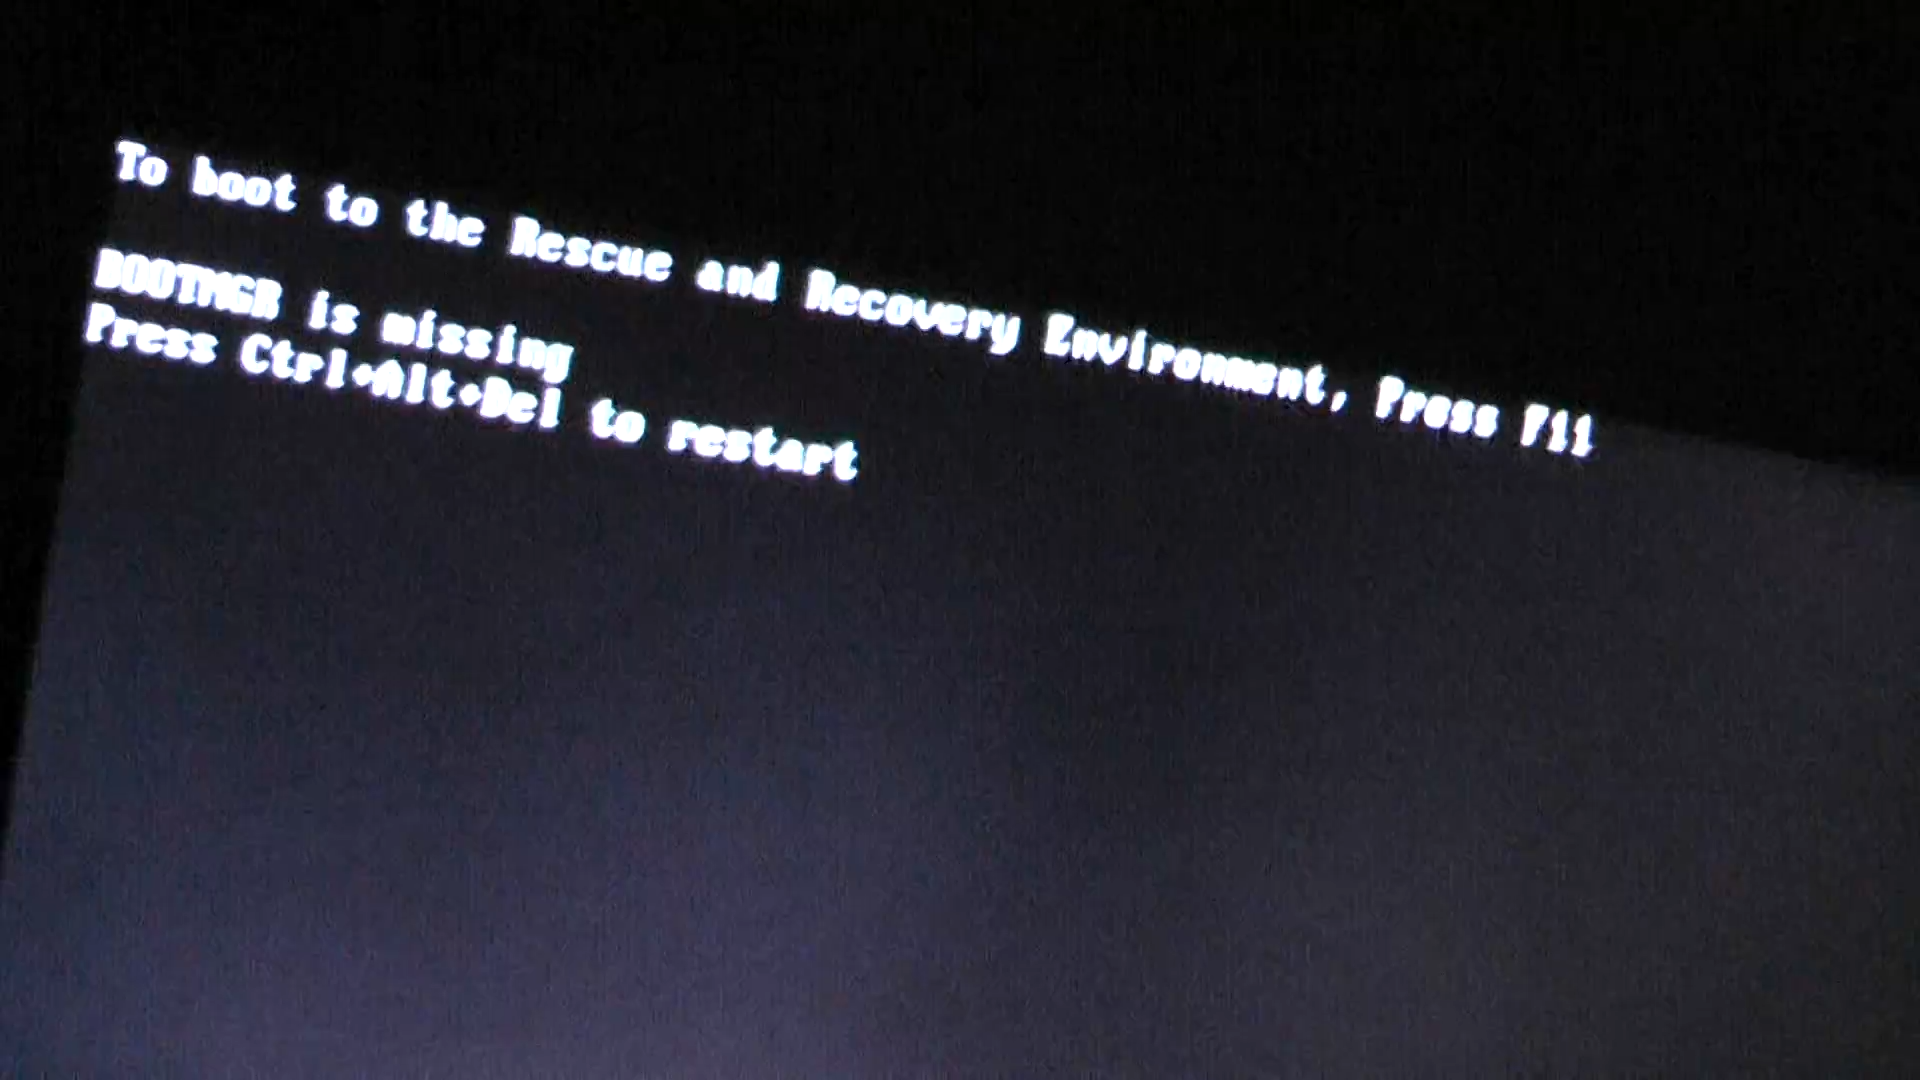 To boot to the Rescue and Recovery Environment, Press F11
BOOTMGR is missing
Press Ctrl+Alt+Del to restart